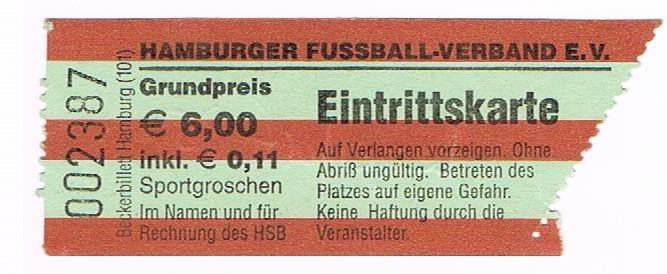 HAMBURGER FUSSBALL-VERBAND E.V.
002387
Beckerbillett Hamburg (101)
Grundpreis
€ 6,00
inkl. € 0,11
Sportgroschen
Im Namen und für
Rechnung des HSB
Eintrittskarte
Auf Verlangen vorzeigen. Ohne
Abriß ungültig. Betreten des
Platzes auf eigene Gefahr.
Keine Haftung durch die
Veranstalter.